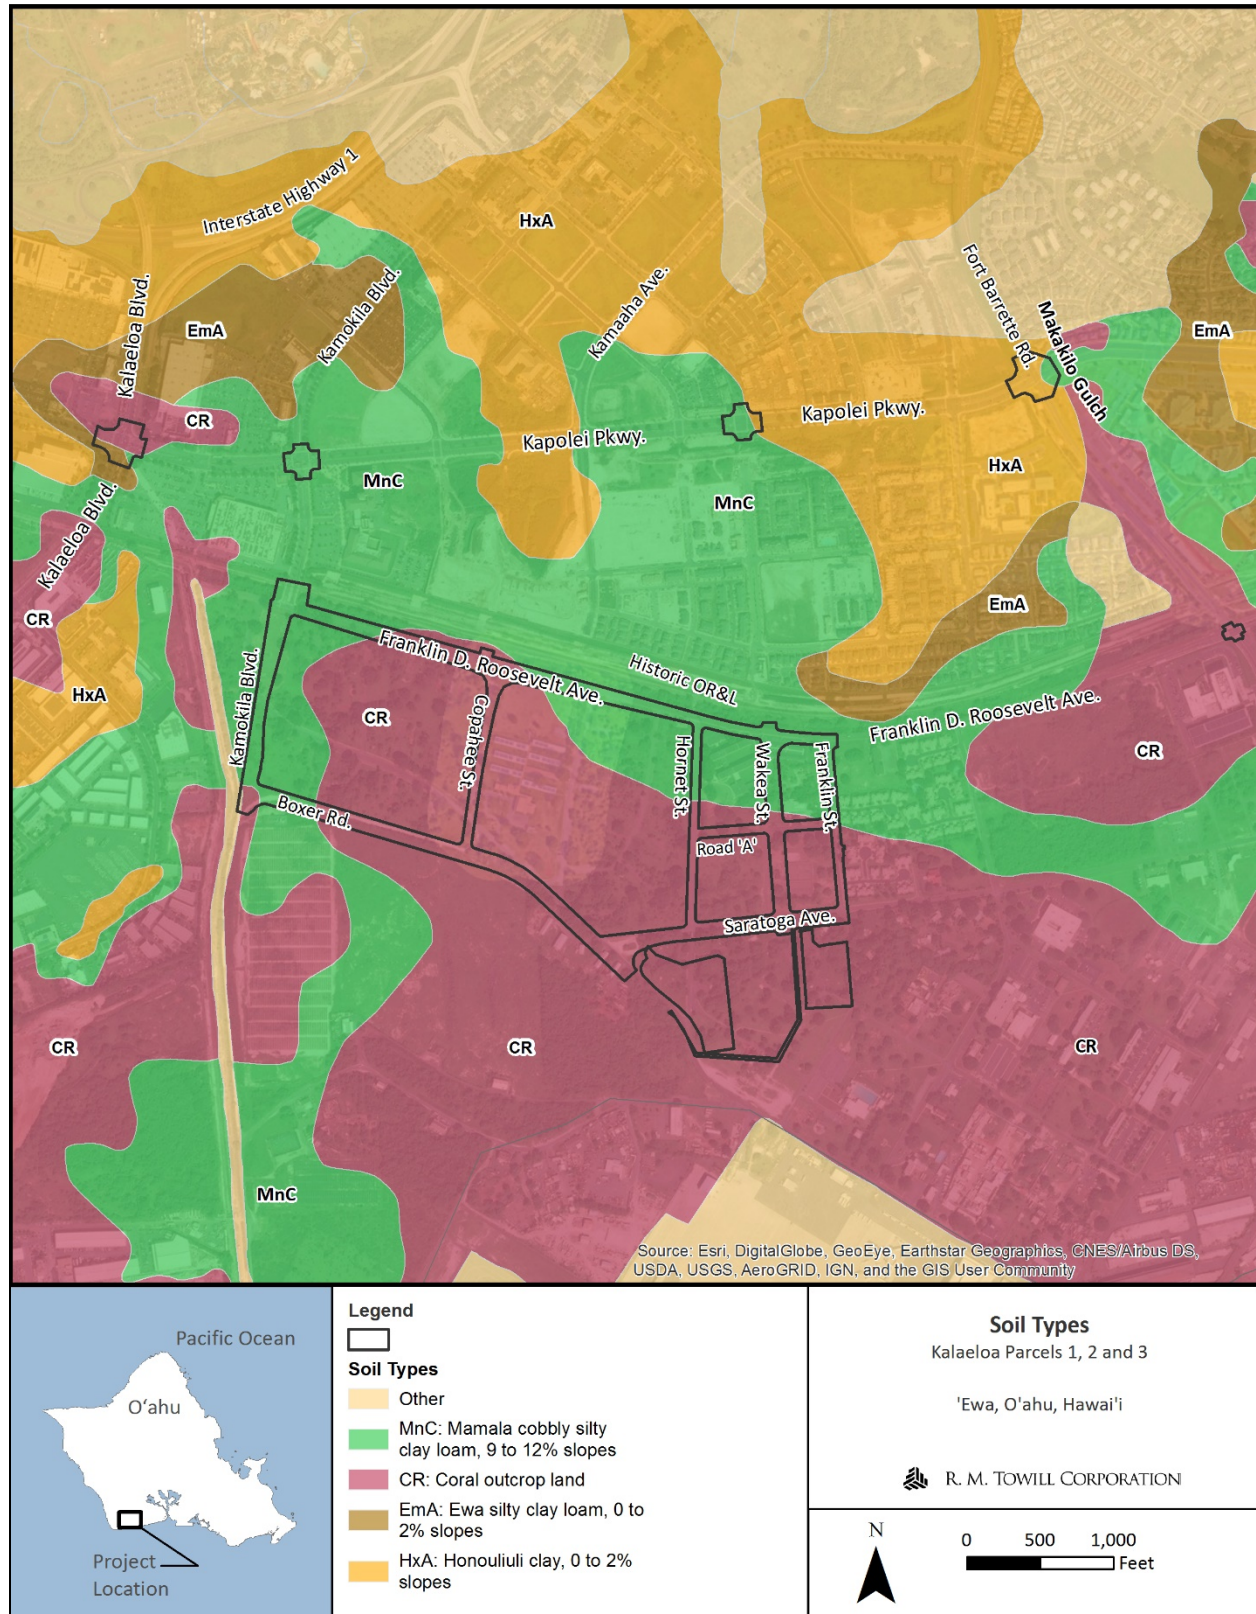 Interstate Highway 1
HxA
Kalaeloa Blvd.
EmA
Kamokila Blvd.
Kamaaha Ave.
Fort Barrette Rd.
Makakilo Gulch
EmA
CR
Kapolei Pkwy.
Kapolei Pkwy.
HxA
MnC
MnC
Kalaeloa Blvd.
CR
EmA
HxA
Kamokila Blvd.
Franklin D. Roosevelt Ave.
Historic OR&L
Franklin D. Roosevelt Ave.
CR
CR
Copahee St.
Hornet St.
Wakea St.
Franklin St.
Boxer Rd.
Road 'A'
Saratoga Ave.
CR
CR
CR
MnC
Source: Esri, DigitalGlobe, GeoEye, Earthstar Geographics, CNES/Airbus DS,
USDA, USGS, AeroGRID, IGN, and the GIS User Community
Pacific Ocean
Oʻahu
Project
Location
Legend
Soil Types
Other
MnC: Mamala cobbly silty
clay loam, 9 to 12% slopes
CR: Coral outcrop land
EmA: Ewa silty clay loam, 0 to
2% slopes
HxA: Honouliuli clay, 0 to 2%
slopes
Soil Types
Kalaeloa Parcels 1, 2 and 3
'Ewa, O'ahu, Hawai'i
R. M. TOWILL CORPORATION
N
0 500 1,000
Feet